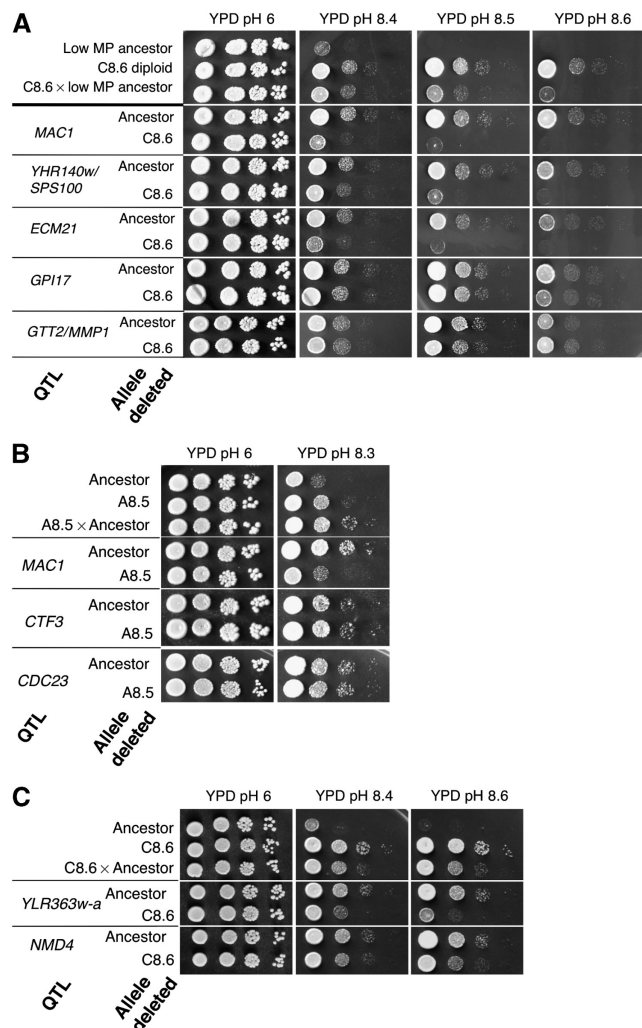 A
YPD pH 6 YPD pH 8.4 YPD pH 8.5 YPD pH 8.6
Low MP ancestor
C8.6 diploid
C8.6 × low MP ancestor
Ancestor
MAC1
C8.6
Ancestor
YHR140w/
SPS100
C8.6
Ancestor
ECM21
C8.6
Ancestor
GPI17
C8.6
Ancestor
GTT2/MMP1
C8.6
QTL
Allele
deleted
B
YPD pH 6 YPD pH 8.3
Ancestor
A8.5
A8.5 × Ancestor
Ancestor
MAC1
A8.5
Ancestor
CTF3
A8.5
Ancestor
CDC23
A8.5
QTL
Allele
deleted
C
YPD pH 6 YPD pH 8.4 YPD pH 8.6
Ancestor
C8.6
C8.6 × Ancestor
Ancestor
YLR363w-a
C8.6
Ancestor
NMD4
C8.6
QTL
Allele
deleted